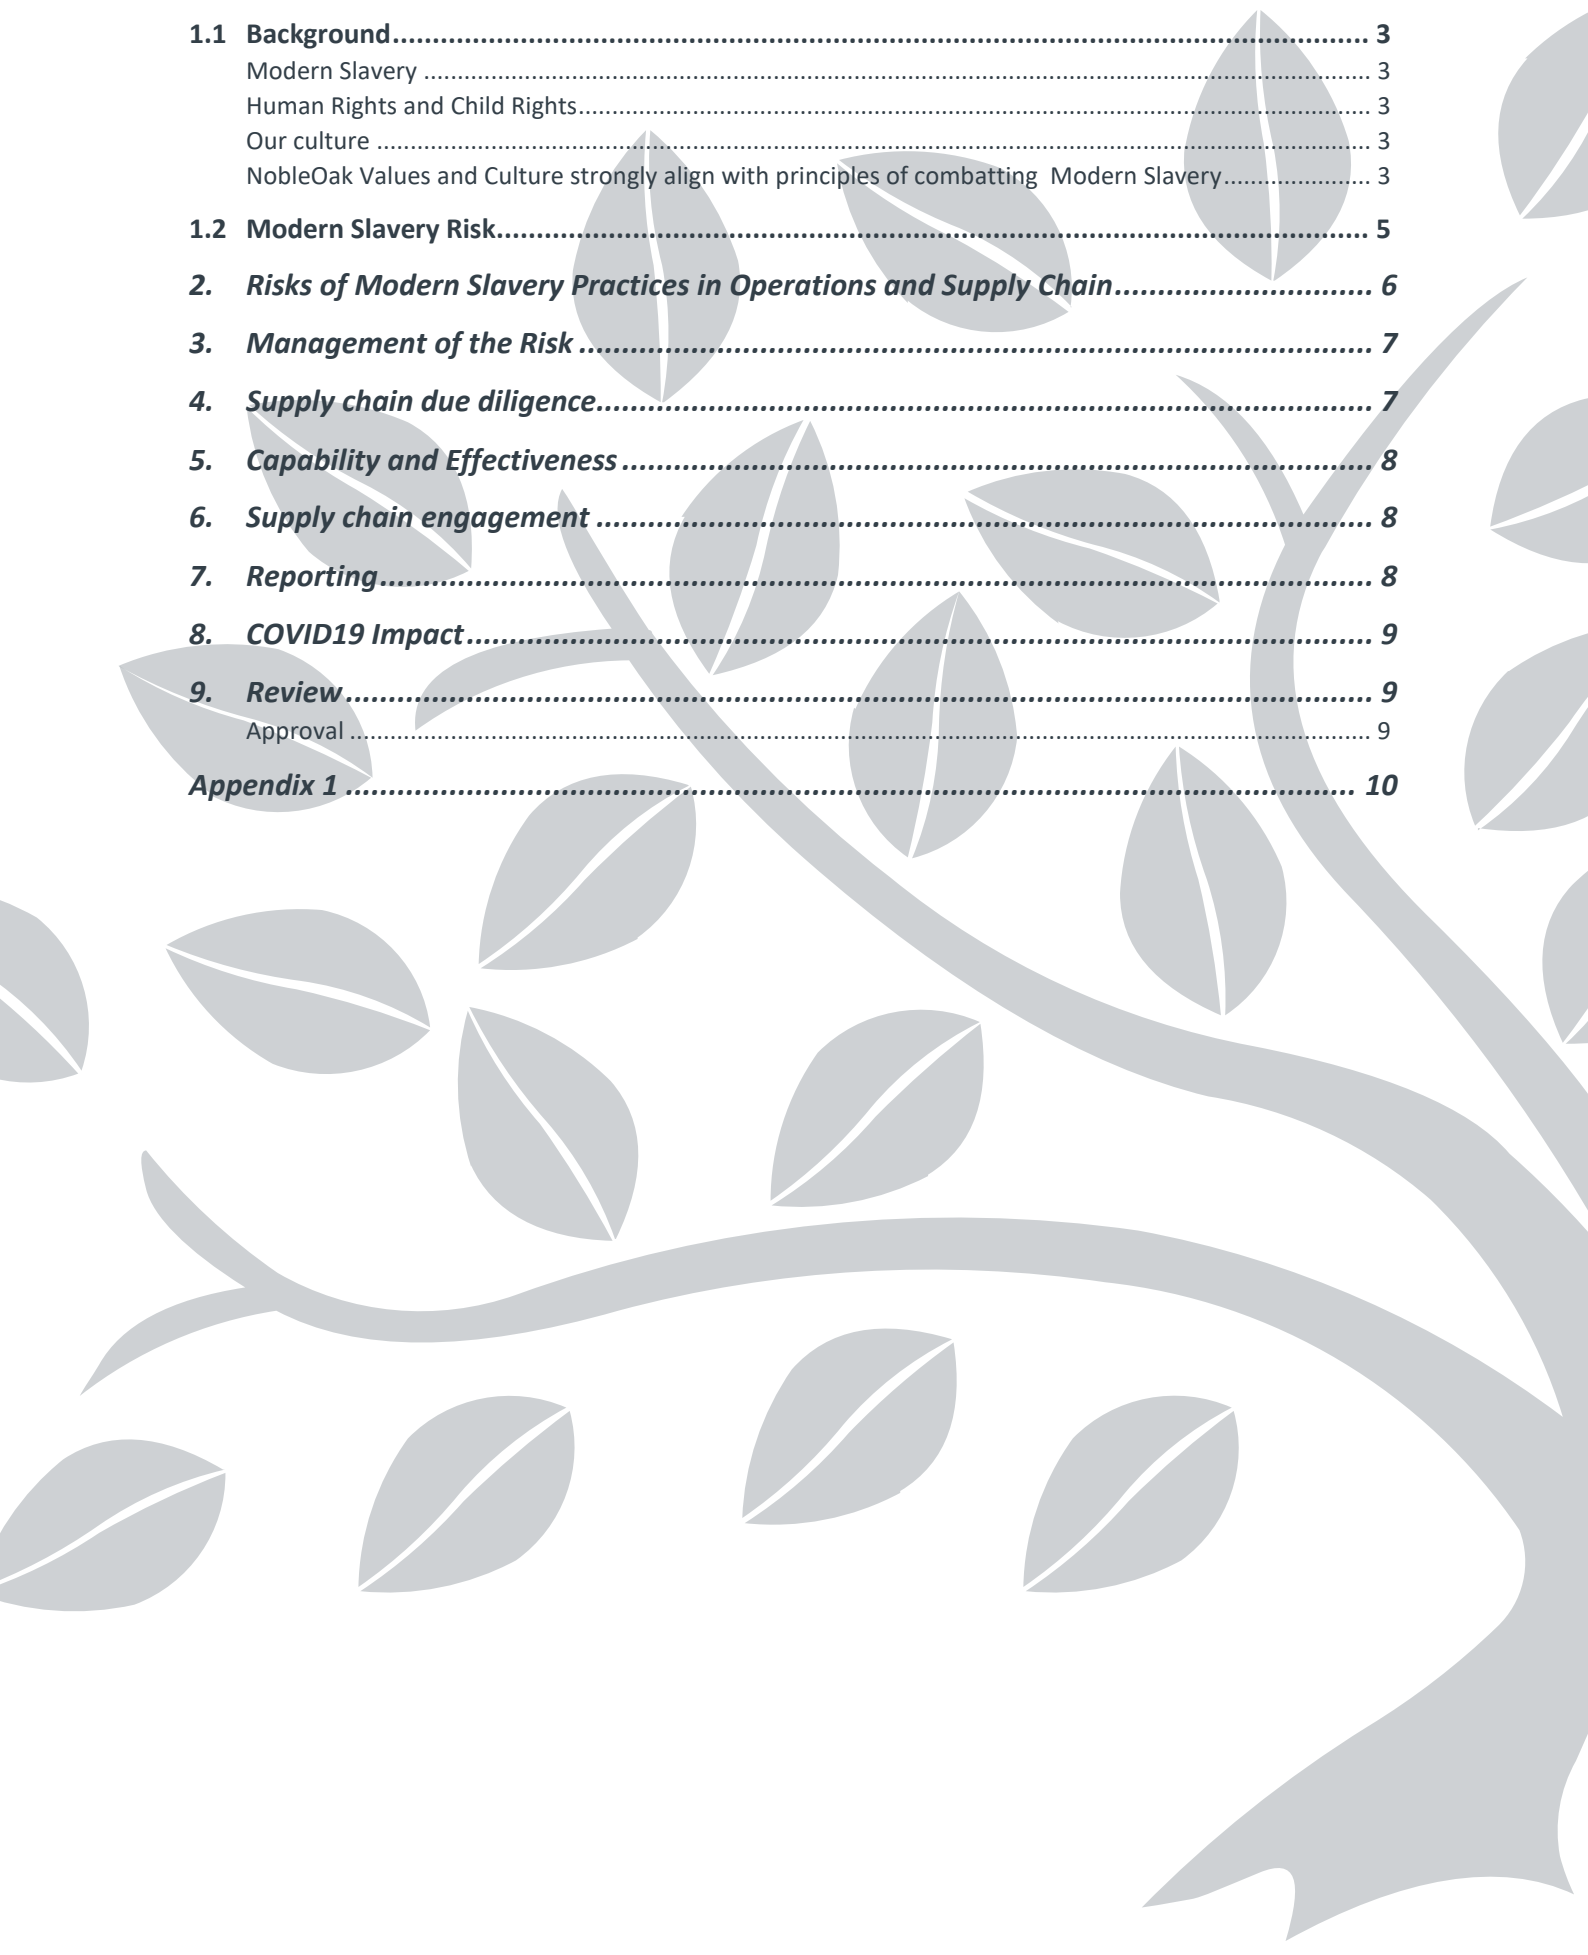 1.1 Background.......................................................................................................................... 3
Modern Slavery ............................................................................................................................................. 3
Human Rights and Child Rights...................................................................................................................... 3
Our culture .................................................................................................................................................... 3
NobleOak Values and Culture strongly align with principles of combatting  Modern Slavery...................... 3
1.2 Modern Slavery Risk............................................................................................................. 5
2. Risks of Modern Slavery Practices in Operations and Supply Chain............................... 6
3. Management of the Risk ................................................................................................ 7
4. Supply chain due diligence.............................................................................................. 7
5. Capability and Effectiveness ........................................................................................... 8
6. Supply chain engagement .............................................................................................. 8
7. Reporting........................................................................................................................ 8
8. COVID19 Impact ............................................................................................................. 9
9. Review ............................................................................................................................ 9
Approval ........................................................................................................................................................ 9
Appendix 1 .......................................................................................................................... 10